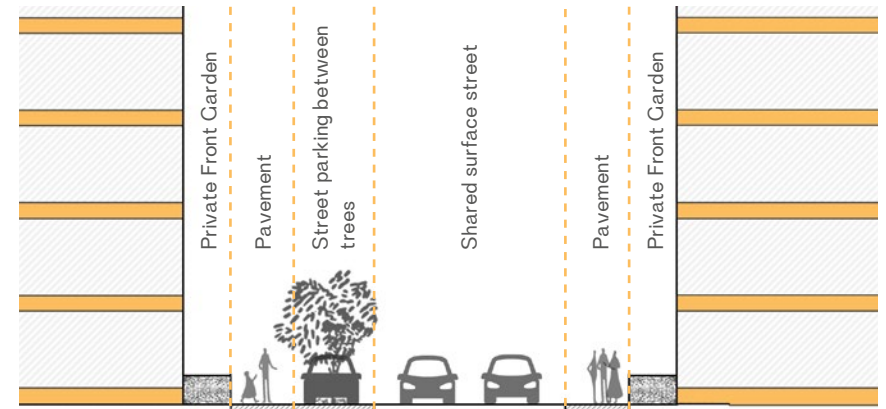 Private Front Garden
Pavement
Street parking between
trees
Shared surface street
Pavement
Private Front Garden